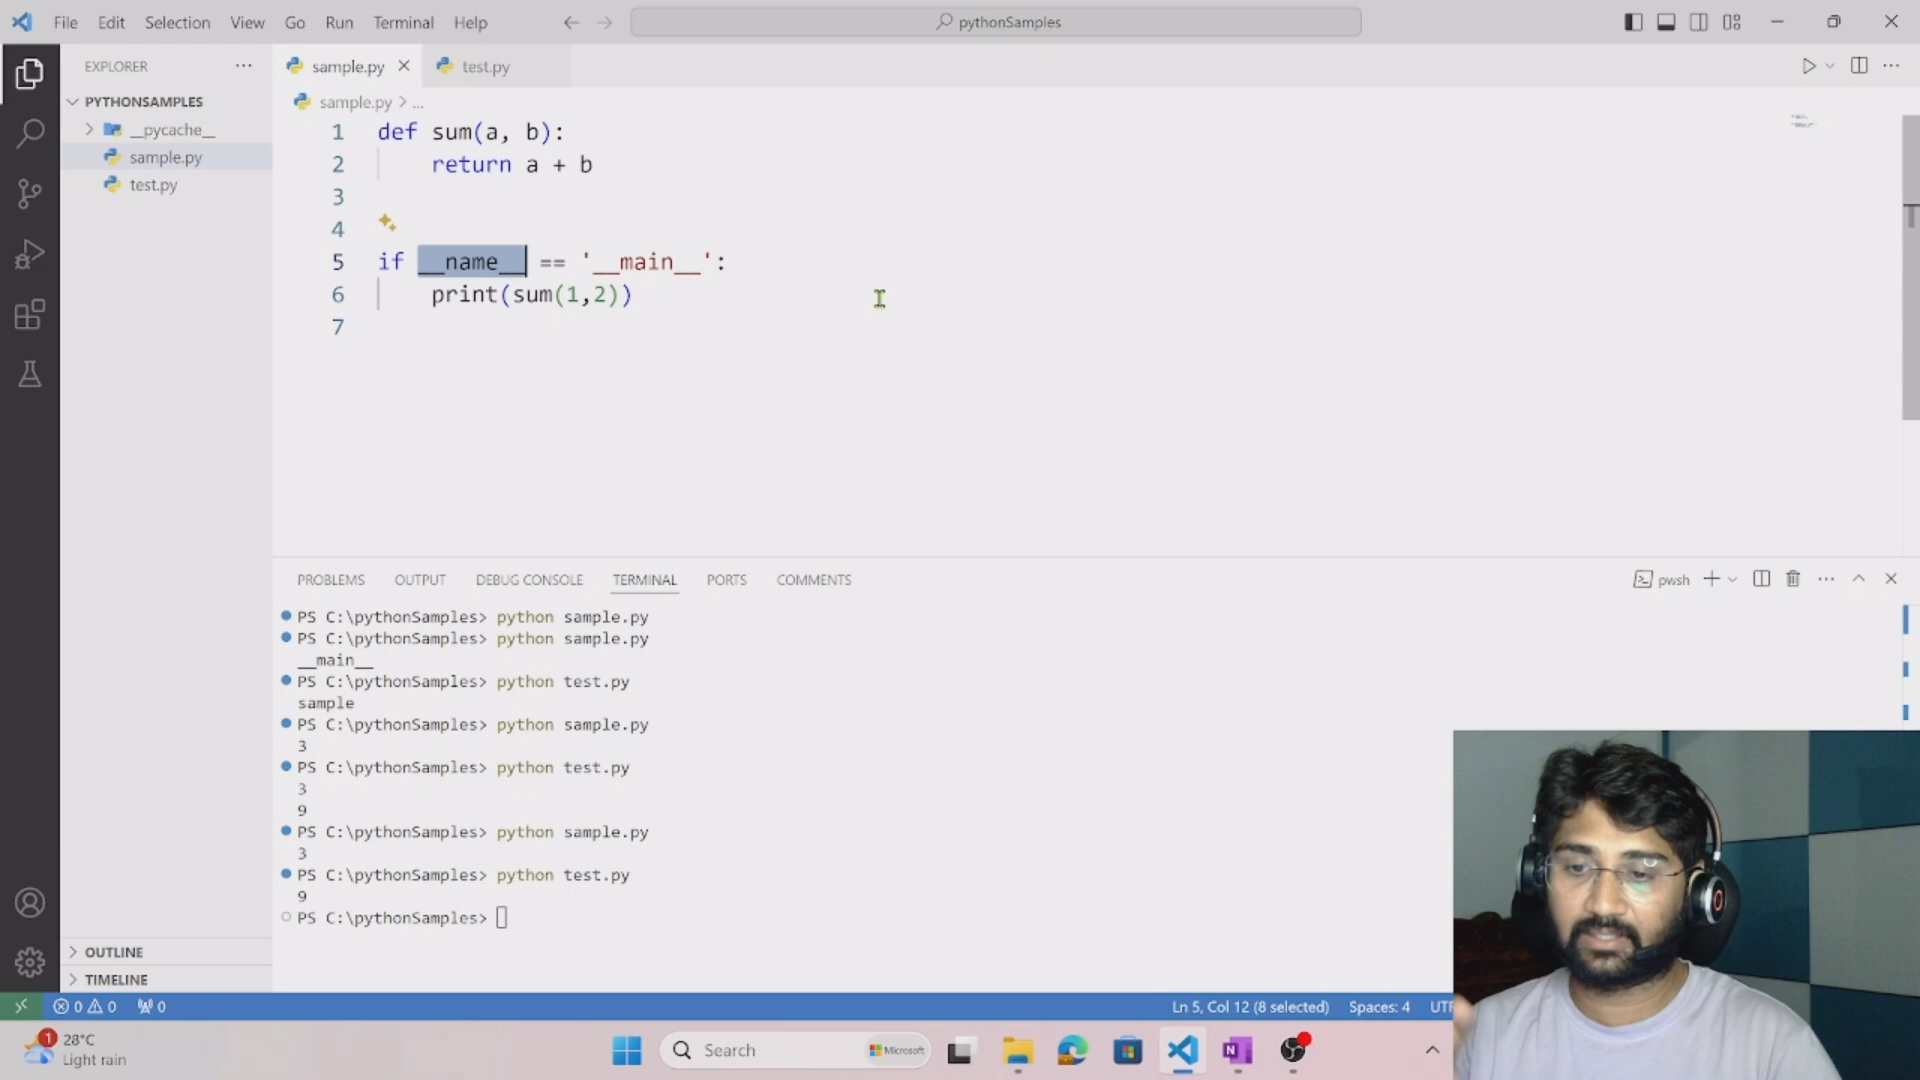 File Edit Selection View Go Run Terminal Help
pythonSamples
EXPLORER
PYTHONSAMPLES
__pycache__
sample.py
test.py
sample.py test.py
sample.py > ...
1 def sum(a, b):
2 return a + b
3
4
5 if __name__ == '__main__':
6 print(sum(1,2))
7
PROBLEMS OUTPUT DEBUG CONSOLE TERMINAL PORTS COMMENTS
pwsh
PS C:\pythonSamples> python sample.py
PS C:\pythonSamples> python sample.py
__main__
PS C:\pythonSamples> python test.py
sample
PS C:\pythonSamples> python sample.py
3
PS C:\pythonSamples> python test.py
3
9
PS C:\pythonSamples> python sample.py
3
PS C:\pythonSamples> python test.py
9
PS C:\pythonSamples>
OUTLINE
TIMELINE
0 0 0
Ln 5, Col 12 (8 selected) Spaces: 4 UTF
1
28°C
Light rain
Search
Microsoft